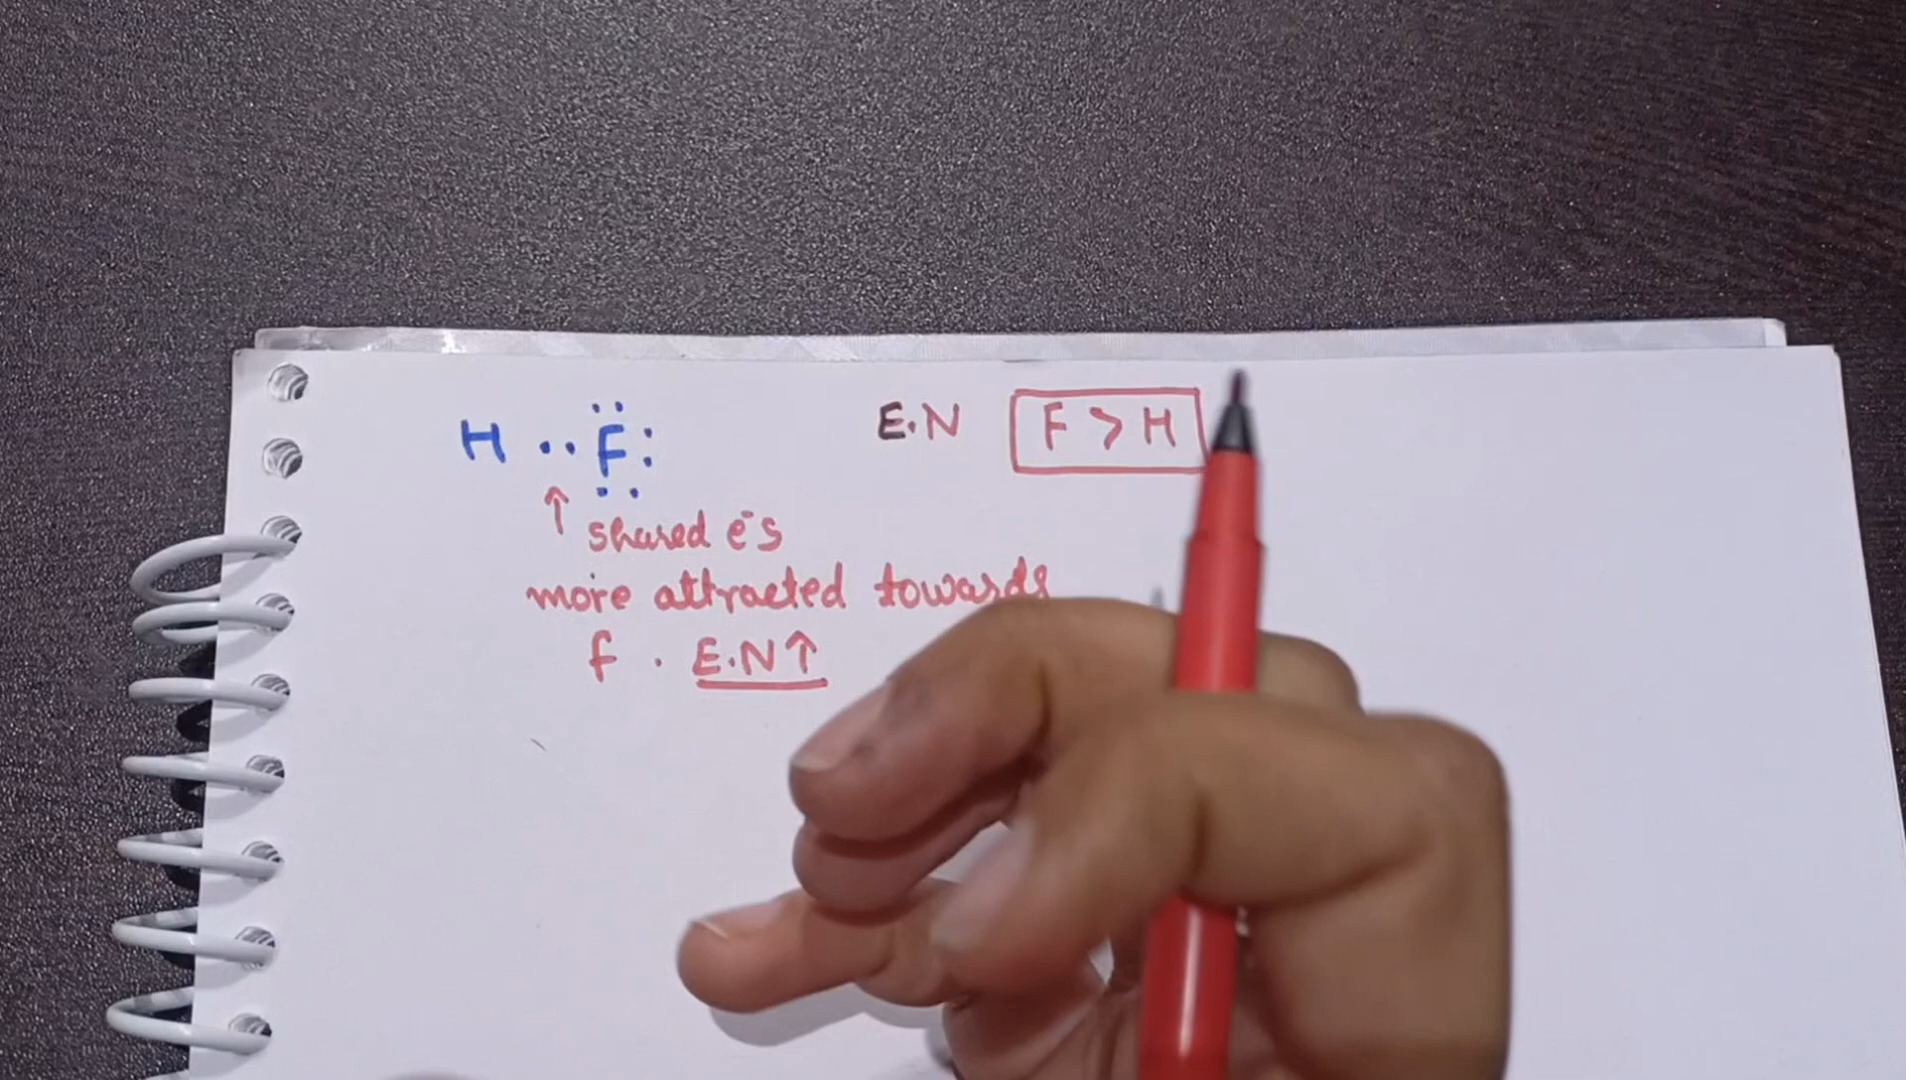 H ·· F:
E.N F > H
↑ shared e⁻s
more attracted towards
f . E.N↑